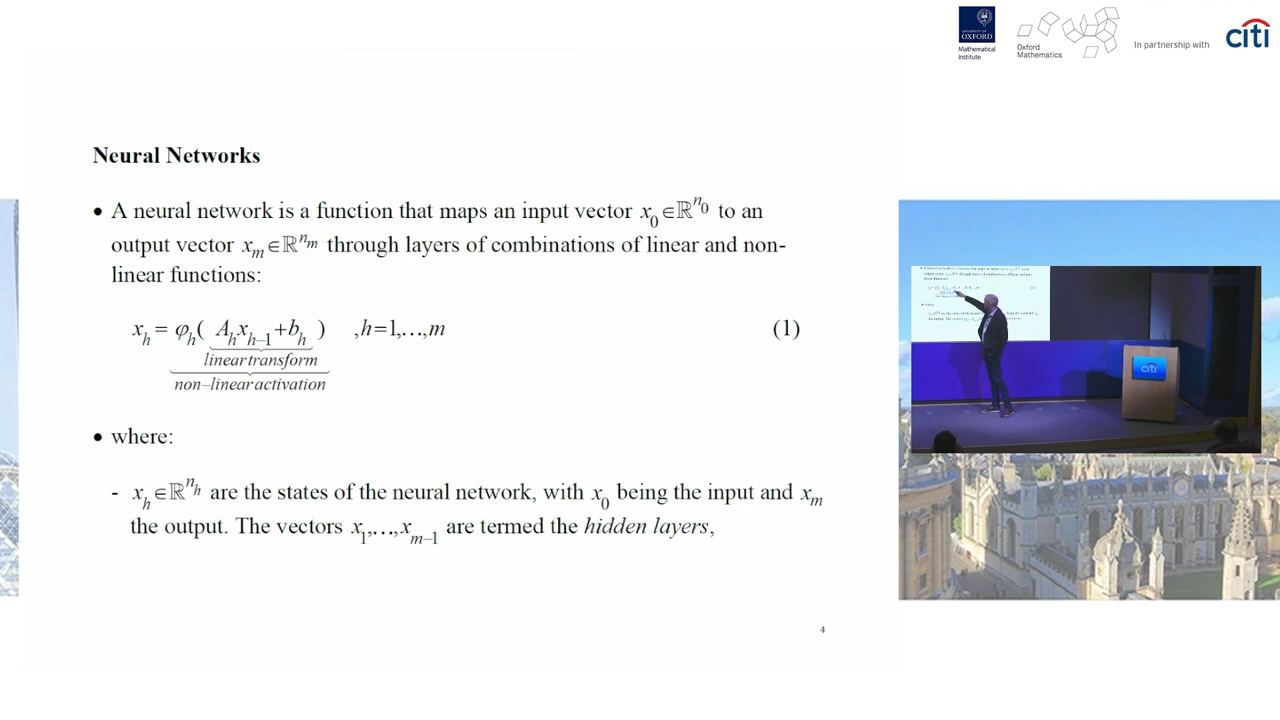 UNIVERSITY OF
OXFORD
Mathematical
Institute
Oxford
Mathematics
In partnership with
citi
Neural Networks
• A neural network is a function that maps an input vector x₀∈ℝⁿ⁰ to an
output vector xₘ∈ℝⁿᵐ through layers of combinations of linear and non-
linear functions:
xₕ = φₕ( Aₕxₕ₋₁+bₕ ) ,h=1,…,m (1)
linear transform
non–linear activation
• where:
- xₕ∈ℝⁿʰ are the states of the neural network, with x₀ being the input and xₘ
the output. The vectors x₁,…,xₘ₋₁ are termed the hidden layers,
4
citi